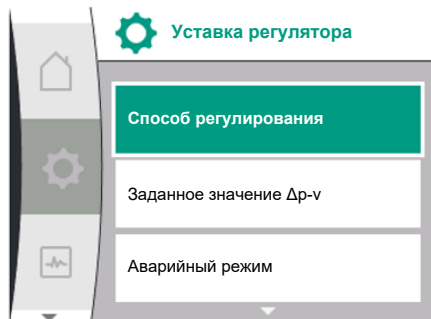 Уставка регулятора
Способ регулирования
Заданное значение Δp-v
Аварийный режим